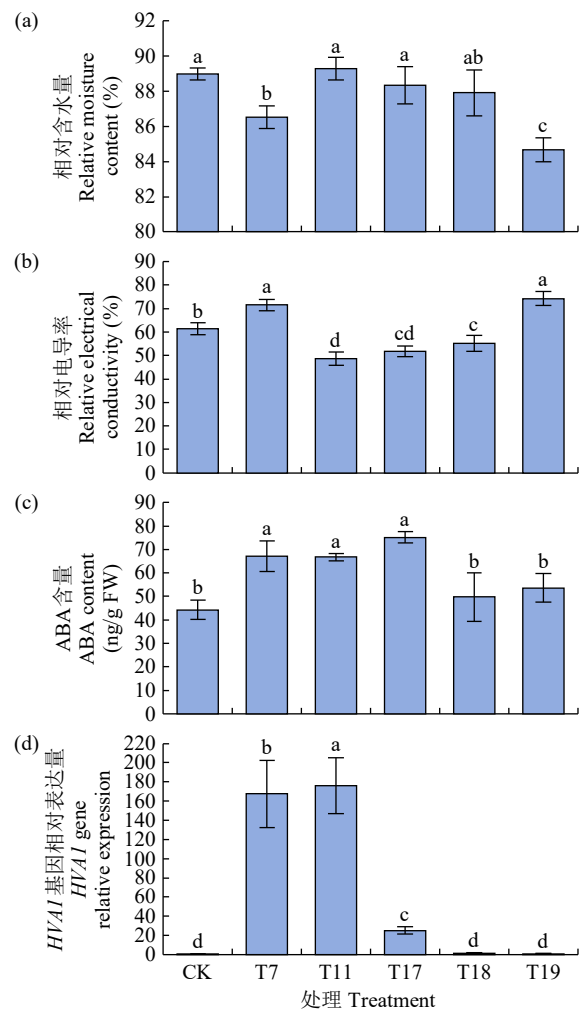 (a)
相对含水量
Relative moisture
content (%)
92
90
88
86
84
82
80
a
b
a
a
ab
c
(b)
相对电导率
Relative electrical
conductivity (%)
90
80
70
60
50
40
30
20
10
0
b
a
d
cd
c
a
(c)
ABA含量
ABA content
(ng/g FW)
90
80
70
60
50
40
30
20
10
0
b
a
a
a
b
b
(d)
HVA1基因相对表达量
HVA1 gene
relative expression
220
200
180
160
140
120
100
80
60
40
20
0
d
b
a
c
d
d
CK
T7
T11
T17
T18
T19
处理 Treatment